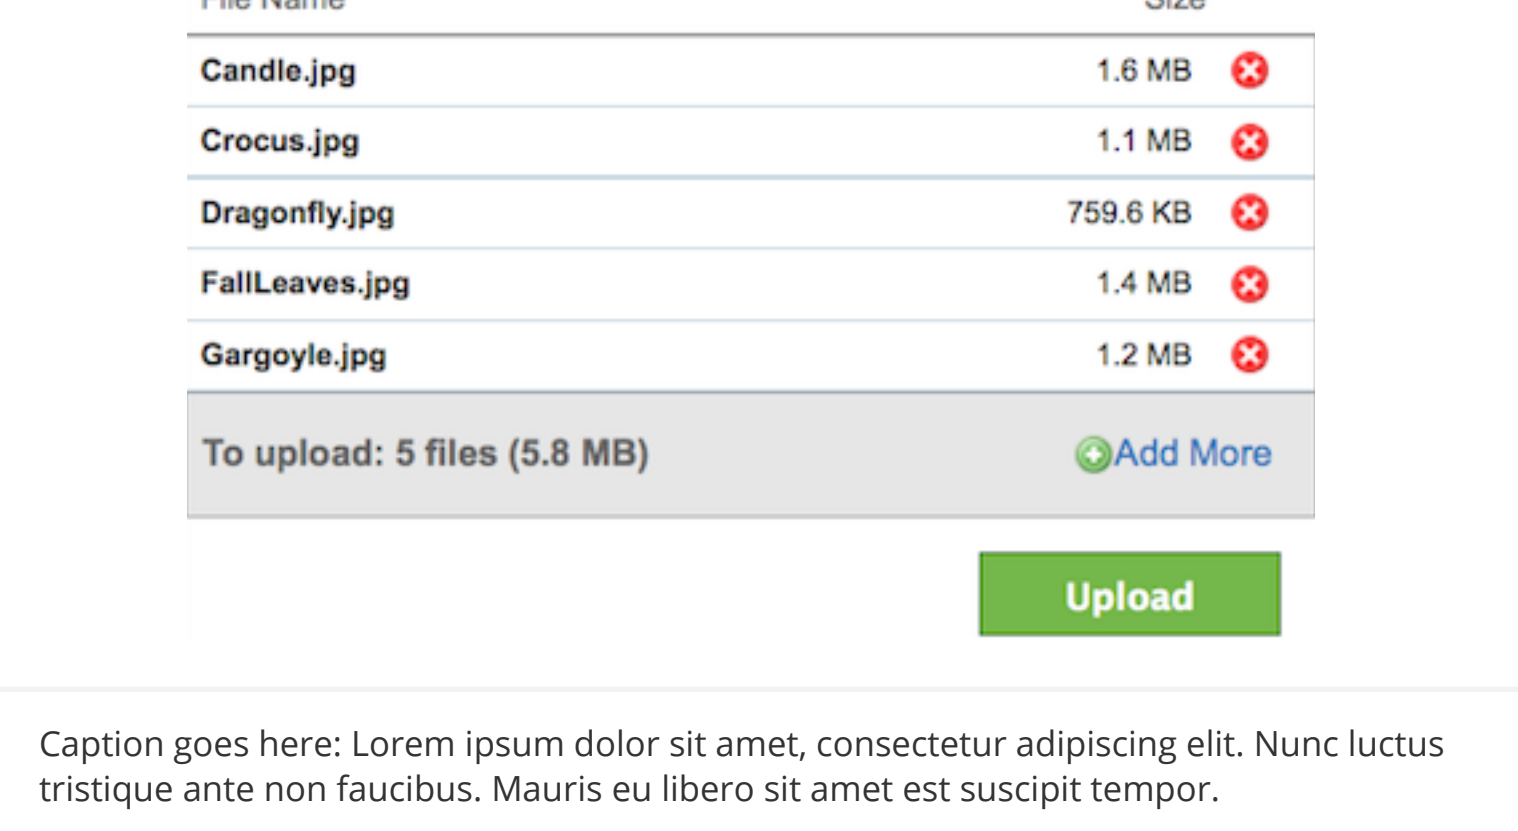 File Name Size
Candle.jpg 1.6 MB
Crocus.jpg 1.1 MB
Dragonfly.jpg 759.6 KB
FallLeaves.jpg 1.4 MB
Gargoyle.jpg 1.2 MB
To upload: 5 files (5.8 MB) Add More
Upload
Caption goes here: Lorem ipsum dolor sit amet, consectetur adipiscing elit. Nunc luctus
tristique ante non faucibus. Mauris eu libero sit amet est suscipit tempor.